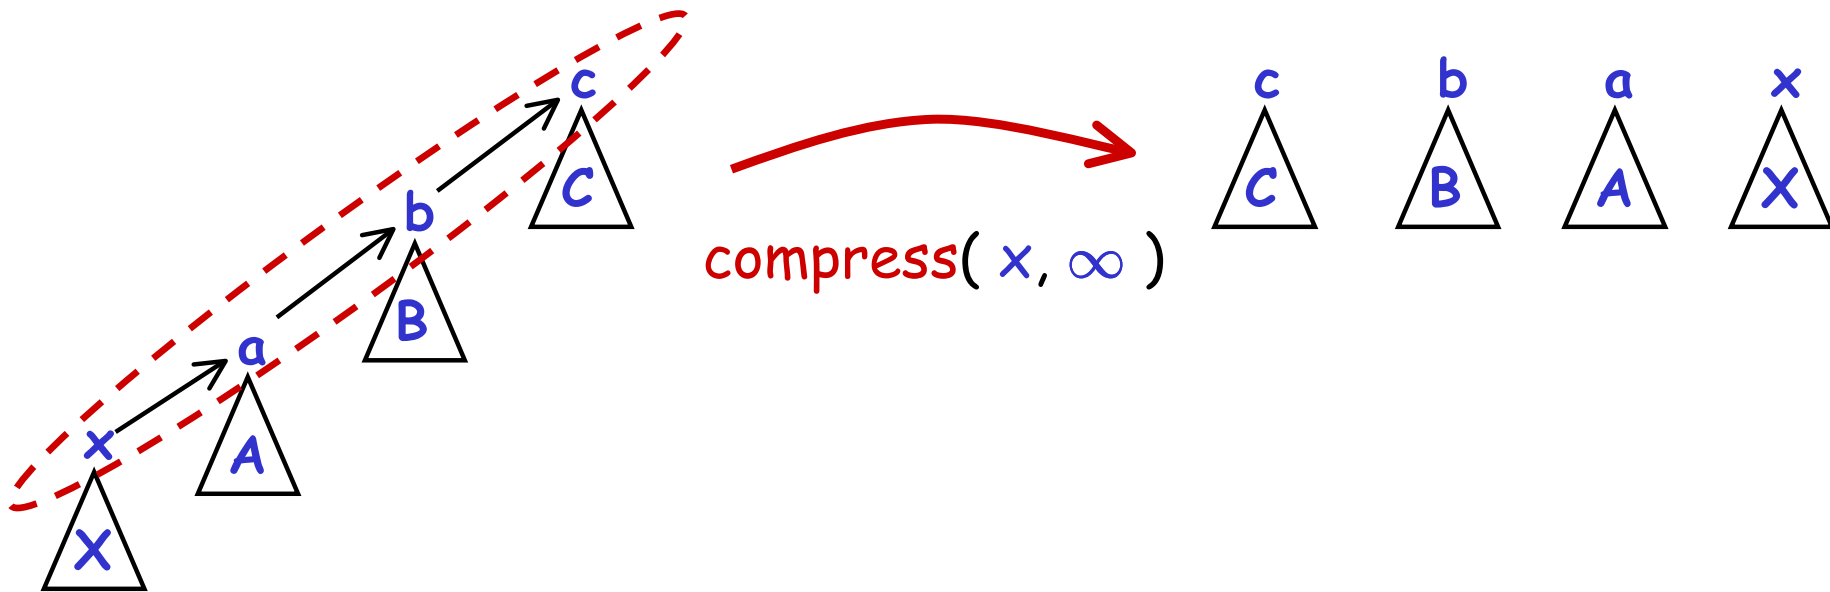 c
C
b
B
a
A
x
X
compress( x, ∞ )
c b a x
C B A X